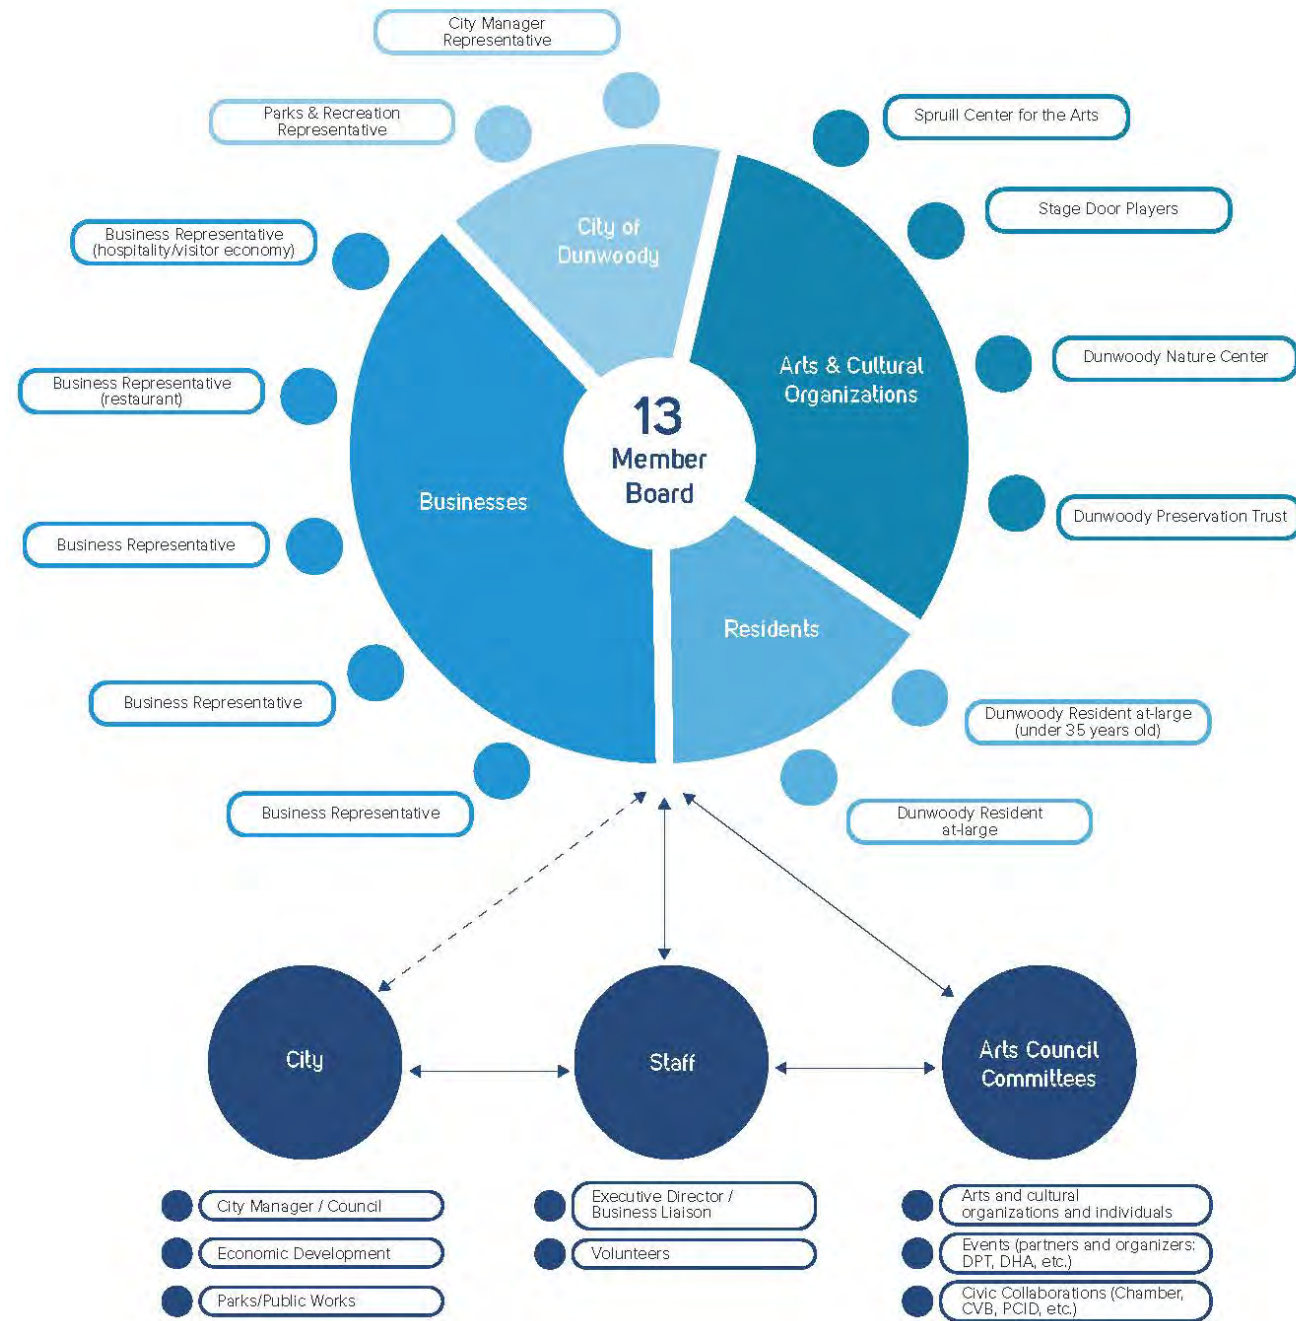 City Manager
Representative
Parks & Recreation
Representative
Spruill Center for the Arts
Stage Door Players
Business Representative
(hospitality/visitor economy)
City of
Dunwoody
Arts & Cultural
Organizations
Dunwoody Nature Center
Business Representative
(restaurant)
13
Member
Board
Businesses
Dunwoody Preservation Trust
Business Representative
Residents
Business Representative
Dunwoody Resident at-large
(under 35 years old)
Business Representative
Dunwoody Resident
at-large
City
Staff
Arts Council
Committees
City Manager / Council
Economic Development
Parks/Public Works
Executive Director /
Business Liaison
Volunteers
Arts and cultural
organizations and individuals
Events (partners and organizers:
DPT, DHA, etc.)
Civic Collaborations (Chamber,
CVB, PCID, etc.)